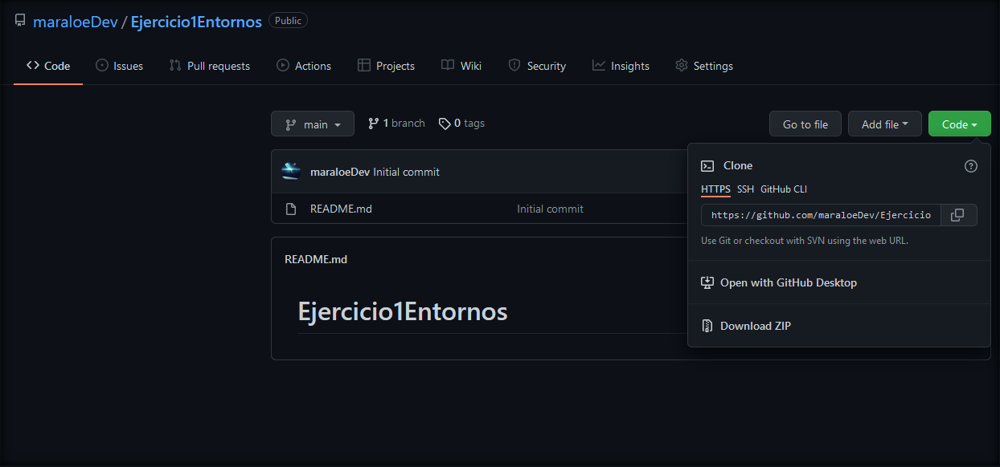 maraloeDev / Ejercicio1Entornos Public
Code Issues Pull requests Actions Projects Wiki Security Insights Settings
main 1 branch 0 tags Go to file Add file Code
maraloeDev Initial commit
README.md Initial commit
README.md
Ejercicio1Entornos
Clone
HTTPS SSH GitHub CLI
https://github.com/maraloeDev/Ejercicio
Use Git or checkout with SVN using the web URL.
Open with GitHub Desktop
Download ZIP